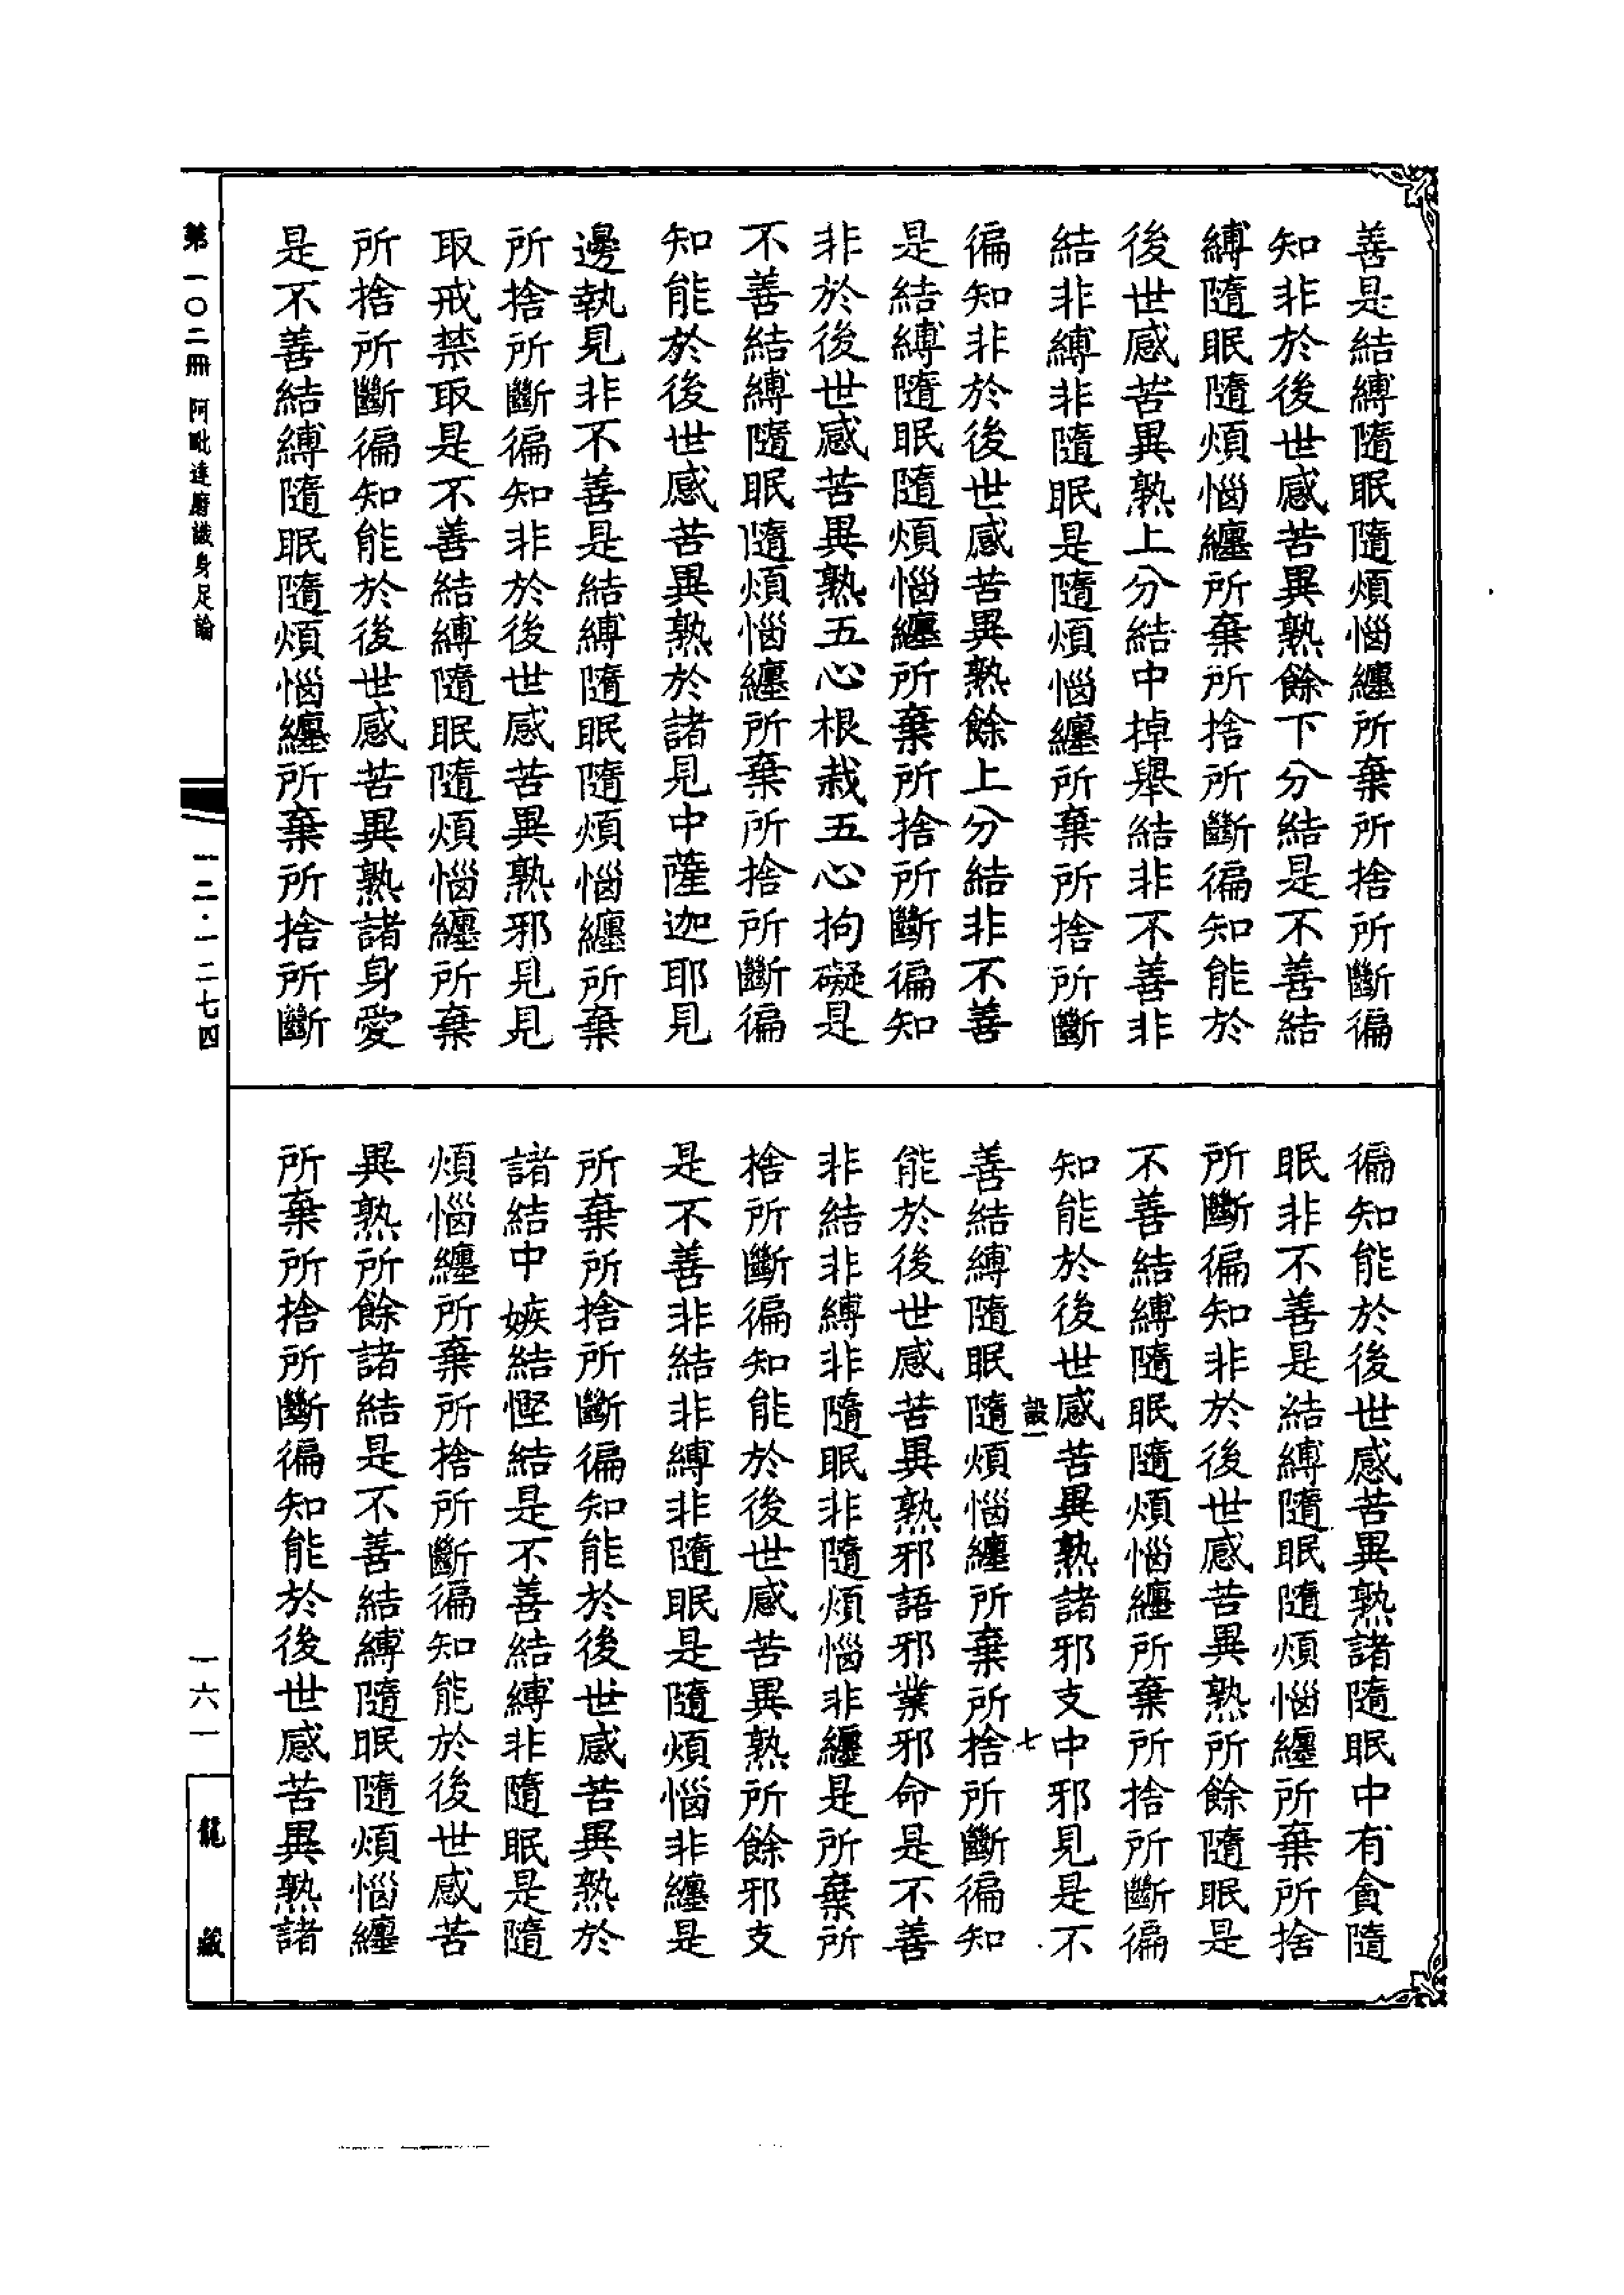 善是結縛隨眠隨煩惱纏所棄所捨所斷徧
知非於後世感苦異熟餘下分結是不善結
縛隨眠隨煩惱纏所棄所捨所斷徧知能於
後世感苦異熟上分結中掉舉結非不善非
結非縛非隨眠是隨煩惱纏所棄所捨所斷
徧知非於後世感苦異熟餘上分結非不善
是結縛隨眠隨煩惱纏所棄所捨所斷徧知
非於後世感苦異熟五心根栽五心拘礙是
不善結縛隨眠隨煩惱纏所棄所捨所斷徧
知能於後世感苦異熟於諸見中薩迦耶見
邊執見非不善是結縛隨眠隨煩惱纏所棄
所捨所斷徧知非於後世感苦異熟邪見見
取戒禁取是不善結縛隨眠隨煩惱纏所棄
所捨所斷徧知能於後世感苦異熟諸身愛
是不善結縛隨眠隨煩惱纏所棄所捨所斷
徧知能於後世感苦異熟諸隨眠中有貪隨
眠非不善是結縛隨眠隨煩惱纏所棄所捨
所斷徧知非於後世感苦異熟所餘隨眠是
不善結縛隨眠隨煩惱纏所棄所捨所斷徧
知能於後世感苦異熟諸邪支中邪見是不
設一
七
善結縛隨眠隨煩惱纏所棄所捨所斷徧知
能於後世感苦異熟邪語邪業邪命是不善
非結非縛非隨眠非隨煩惱非纏是所棄所
捨所斷徧知能於後世感苦異熟所餘邪支
是不善非結非縛非隨眠是隨煩惱非纏是
所棄所捨所斷徧知能於後世感苦異熟於
諸結中嫉結慳結是不善結縛非隨眠是隨
煩惱纏所棄所捨所斷徧知能於後世感苦
異熟所餘諸結是不善結縛隨眠隨煩惱纏
所棄所捨所斷徧知能於後世感苦異熟諸
第一〇二冊 阿毗達磨識身足論
一二·一二七四
一六一
龍藏